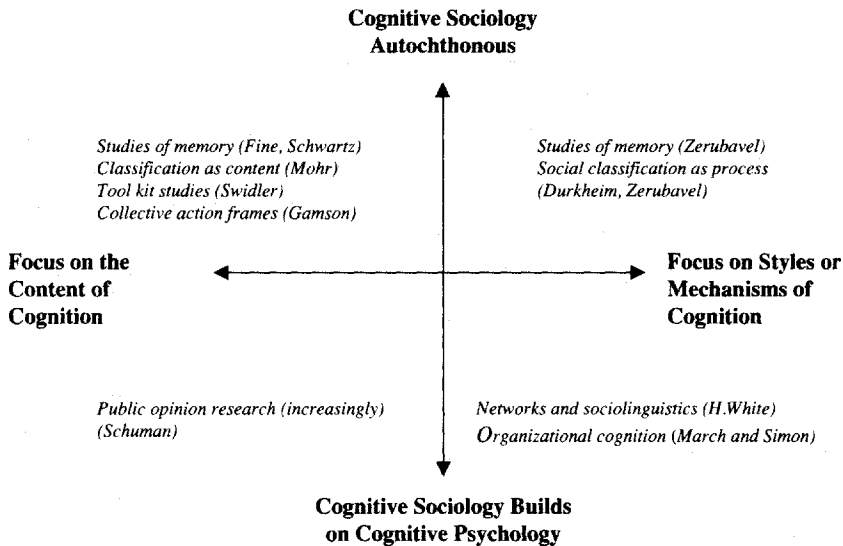 Cognitive Sociology
Autochthonous
Studies of memory (Fine, Schwartz)
Classification as content (Mohr)
Tool kit studies (Swidler)
Collective action frames (Gamson)
Studies of memory (Zerubavel)
Social classification as process
(Durkheim, Zerubavel)
Focus on the
Content of
Cognition
Focus on Styles or
Mechanisms of
Cognition
Public opinion research (increasingly)
(Schuman)
Networks and sociolinguistics (H.White)
Organizational cognition (March and Simon)
Cognitive Sociology Builds
on Cognitive Psychology